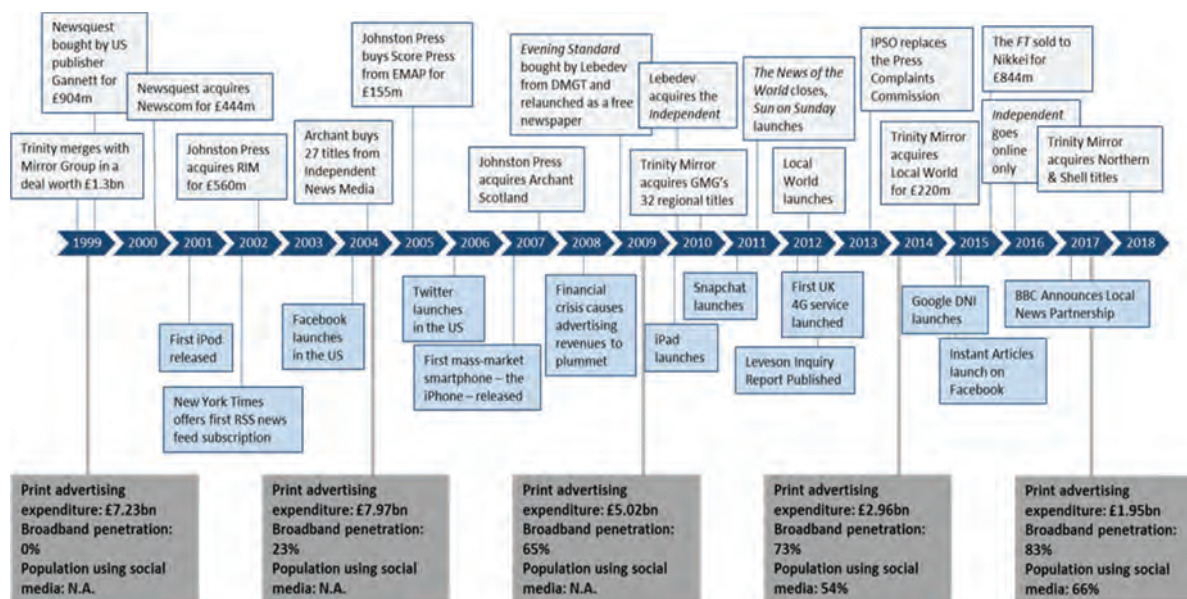 Newsquest
bought by US
publisher
Gannett for
£904m
Trinity merges with
Mirror Group in a
deal worth £1.3bn
Newsquest acquires
Newscom for £444m
Johnston Press
acquires RIM
for £560m
Archant buys
27 titles from
Independent
News Media
Johnston Press
buys Score Press
from EMAP for
£155m
Johnston Press
acquires Archant
Scotland
Evening Standard
bought by Lebedev
from DMGT and
relaunched as a free
newspaper
Lebedev
acquires the
Independent
Trinity Mirror
acquires GMG's
32 regional titles
The News of the
World closes,
Sun on Sunday
launches
Local
World
launches
IPSO replaces
the Press
Complaints
Commission
Trinity Mirror
acquires
Local World
for £220m
The FT sold to
Nikkei for
£844m
Independent
goes
online
only
Trinity Mirror
acquires Northern
& Shell titles
1999 2000 2001 2002 2003 2004 2005 2006 2007 2008 2009 2010 2011 2012 2013 2014 2015 2016 2017 2018
First iPod
released
New York Times
offers first RSS news
feed subscription
Facebook
launches
in the US
Twitter
launches
in the US
First mass-market
smartphone – the
iPhone – released
Financial
crisis causes
advertising
revenues to
plummet
iPad
launches
Snapchat
launches
First UK
4G service
launched
Leveson Inquiry
Report Published
Google DNI
launches
Instant Articles
launch on
Facebook
BBC Announces Local
News Partnership
Print advertising
expenditure: £7.23bn
Broadband penetration:
0%
Population using social
media: N.A.
Print advertising
expenditure: £7.97bn
Broadband penetration:
23%
Population using social
media: N.A.
Print advertising
expenditure: £5.02bn
Broadband penetration:
65%
Population using social
media: N.A.
Print advertising
expenditure: £2.96bn
Broadband penetration:
73%
Population using social
media: 54%
Print advertising
expenditure: £1.95bn
Broadband penetration:
83%
Population using social
media: 66%